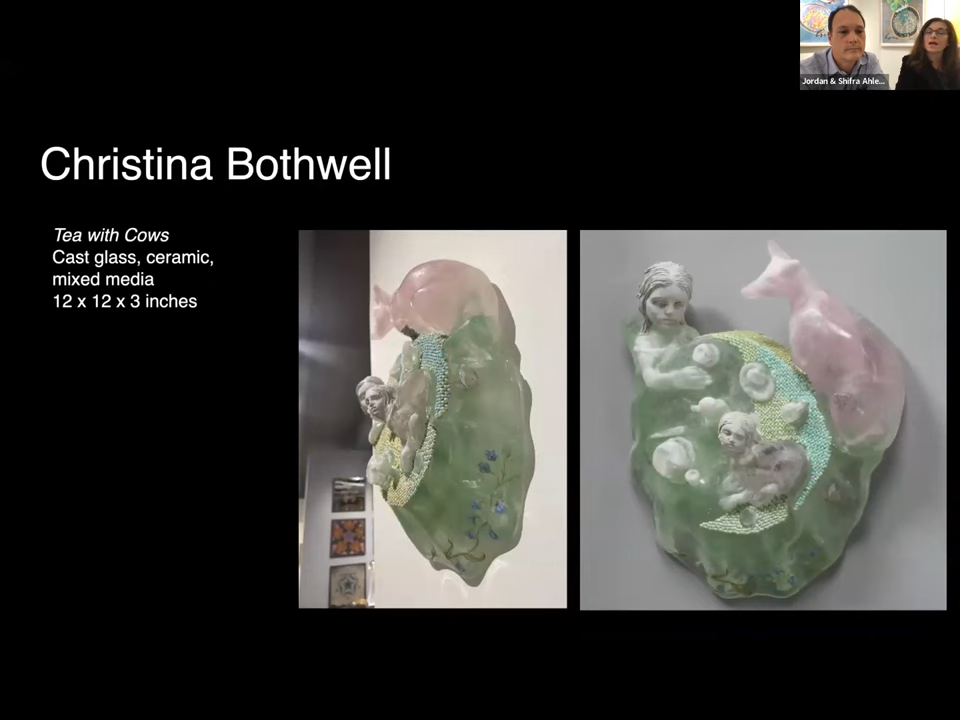 Jordan & Shifra Ahle...
Christina Bothwell
Tea with Cows
Cast glass, ceramic,
mixed media
12 x 12 x 3 inches